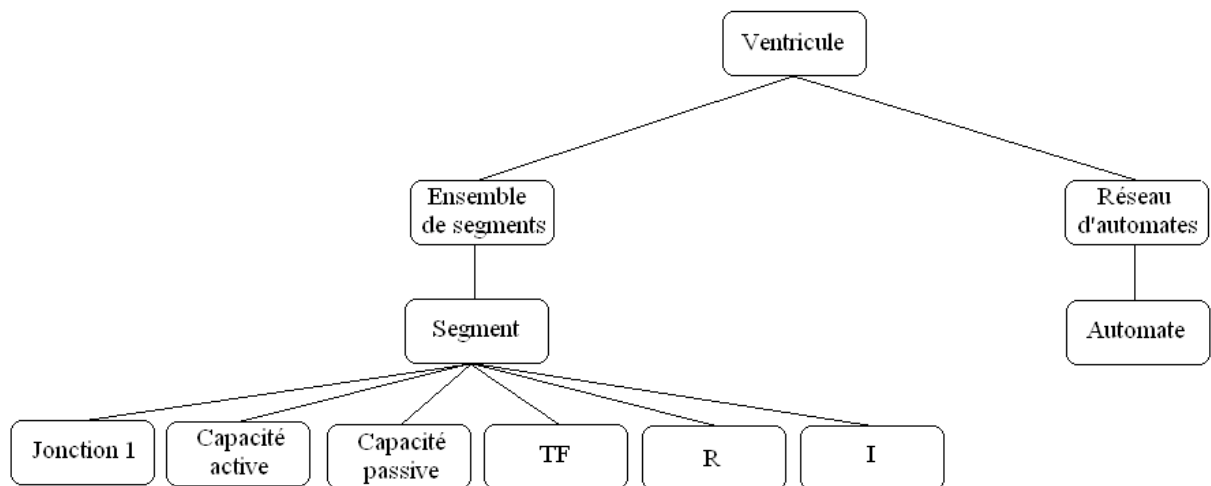 Ventricule
Ensemble
de segments
Réseau
d'automates
Segment
Automate
Jonction 1
Capacité
active
Capacité
passive
TF
R
I